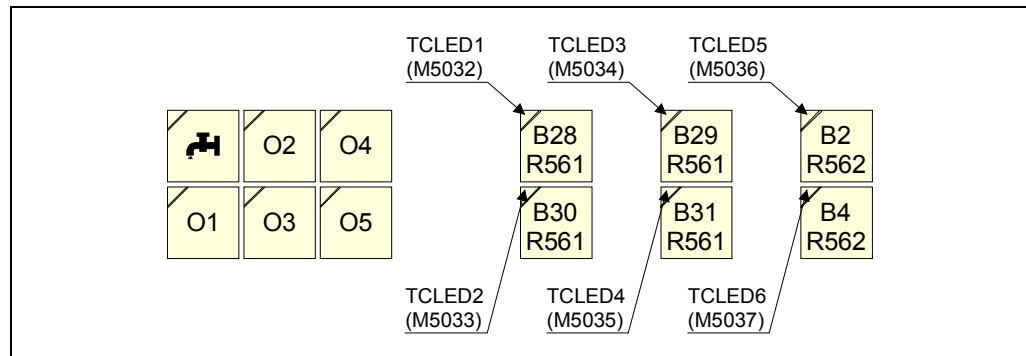 TCLED1 TCLED3 TCLED5
(M5032) (M5034) (M5036)
O2 O4 B28 B29 B2
R561 R561 R562
O1 O3 O5 B30 B31 B4
R561 R561 R562
TCLED2 TCLED4 TCLED6
(M5033) (M5035) (M5037)